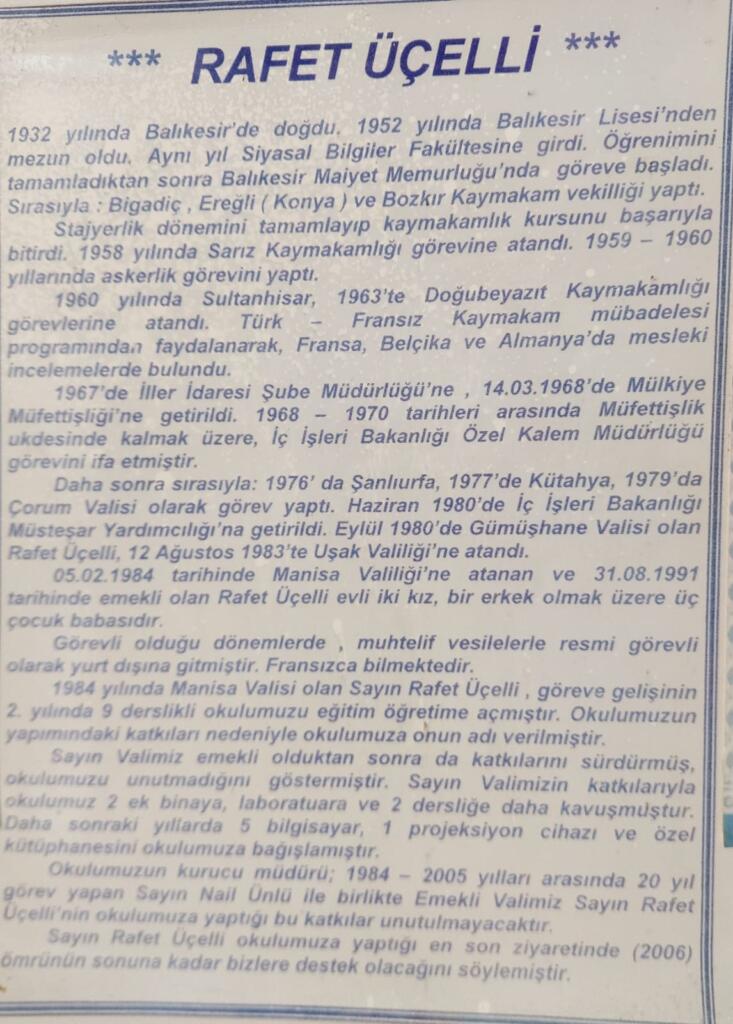 *** RAFET ÜÇELLİ ***
1932 yılında Balıkesir'de doğdu. 1952 yılında Balıkesir Lisesi'nden
mezun oldu. Aynı yıl Siyasal Bilgiler Fakültesine girdi. Öğrenimini
tamamladıktan sonra Balıkesir Maiyet Memurluğu'nda göreve başladı.
Sırasıyla : Bigadiç , Ereğli ( Konya ) ve Bozkır Kaymakam vekilliği yaptı.
Stajyerlik dönemini tamamlayıp kaymakamlık kursunu başarıyla
bitirdi. 1958 yılında Sarız Kaymakamlığı görevine atandı. 1959 – 1960
yıllarında askerlik görevini yaptı.
1960 yılında Sultanhisar, 1963'te Doğubeyazıt Kaymakamlığı
görevlerine atandı. Türk – Fransız Kaymakam mübadelesi
programından faydalanarak, Fransa, Belçika ve Almanya'da mesleki
incelemelerde bulundu.
1967'de İller İdaresi Şube Müdürlüğü'ne , 14.03.1968'de Mülkiye
Müfettişliği'ne getirildi. 1968 – 1970 tarihleri arasında Müfettişlik
ukdesinde kalmak üzere, İç İşleri Bakanlığı Özel Kalem Müdürlüğü
görevini ifa etmiştir.
Daha sonra sırasıyla: 1976' da Şanlıurfa, 1977'de Kütahya, 1979'da
Çorum Valisi olarak görev yaptı. Haziran 1980'de İç İşleri Bakanlığı
Müsteşar Yardımcılığı'na getirildi. Eylül 1980'de Gümüşhane Valisi olan
Rafet Üçelli, 12 Ağustos 1983'te Uşak Valiliği'ne atandı.
05.02.1984 tarihinde Manisa Valiliği'ne atanan ve 31.08.1991
tarihinde emekli olan Rafet Üçelli evli iki kız, bir erkek olmak üzere üç
çocuk babasıdır.
Görevli olduğu dönemlerde , muhtelif vesilelerle resmi görevli
olarak yurt dışına gitmiştir. Fransızca bilmektedir.
1984 yılında Manisa Valisi olan Sayın Rafet Üçelli , göreve gelişinin
2. yılında 9 derslikli okulumuzu eğitim öğretime açmıştır. Okulumuzun
yapımındaki katkıları nedeniyle okulumuza onun adı verilmiştir.
Sayın Valimiz emekli olduktan sonra da katkılarını sürdürmüş,
okulumuzu unutmadığını göstermiştir. Sayın Valimizin katkılarıyla
okulumuz 2 ek binaya, laboratuara ve 2 dersliğe daha kavuşmuştur.
Daha sonraki yıllarda 5 bilgisayar, 1 projeksiyon cihazı ve özel
kütüphanesini okulumuza bağışlamıştır.
Okulumuzun kurucu müdürü; 1984 – 2005 yılları arasında 20 yıl
görev yapan Sayın Nail Ünlü ile birlikte Emekli Valimiz Sayın Rafet
Üçelli'nin okulumuza yaptığı bu katkılar unutulmayacaktır.
Sayın Rafet Üçelli okulumuza yaptığı en son ziyaretinde (2006)
ömrünün sonuna kadar bizlere destek olacağını söylemiştir.